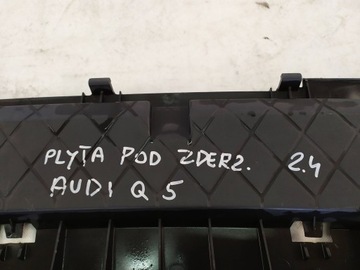 PLYTA POD ZDERZ. 2.4
AUDI Q 5